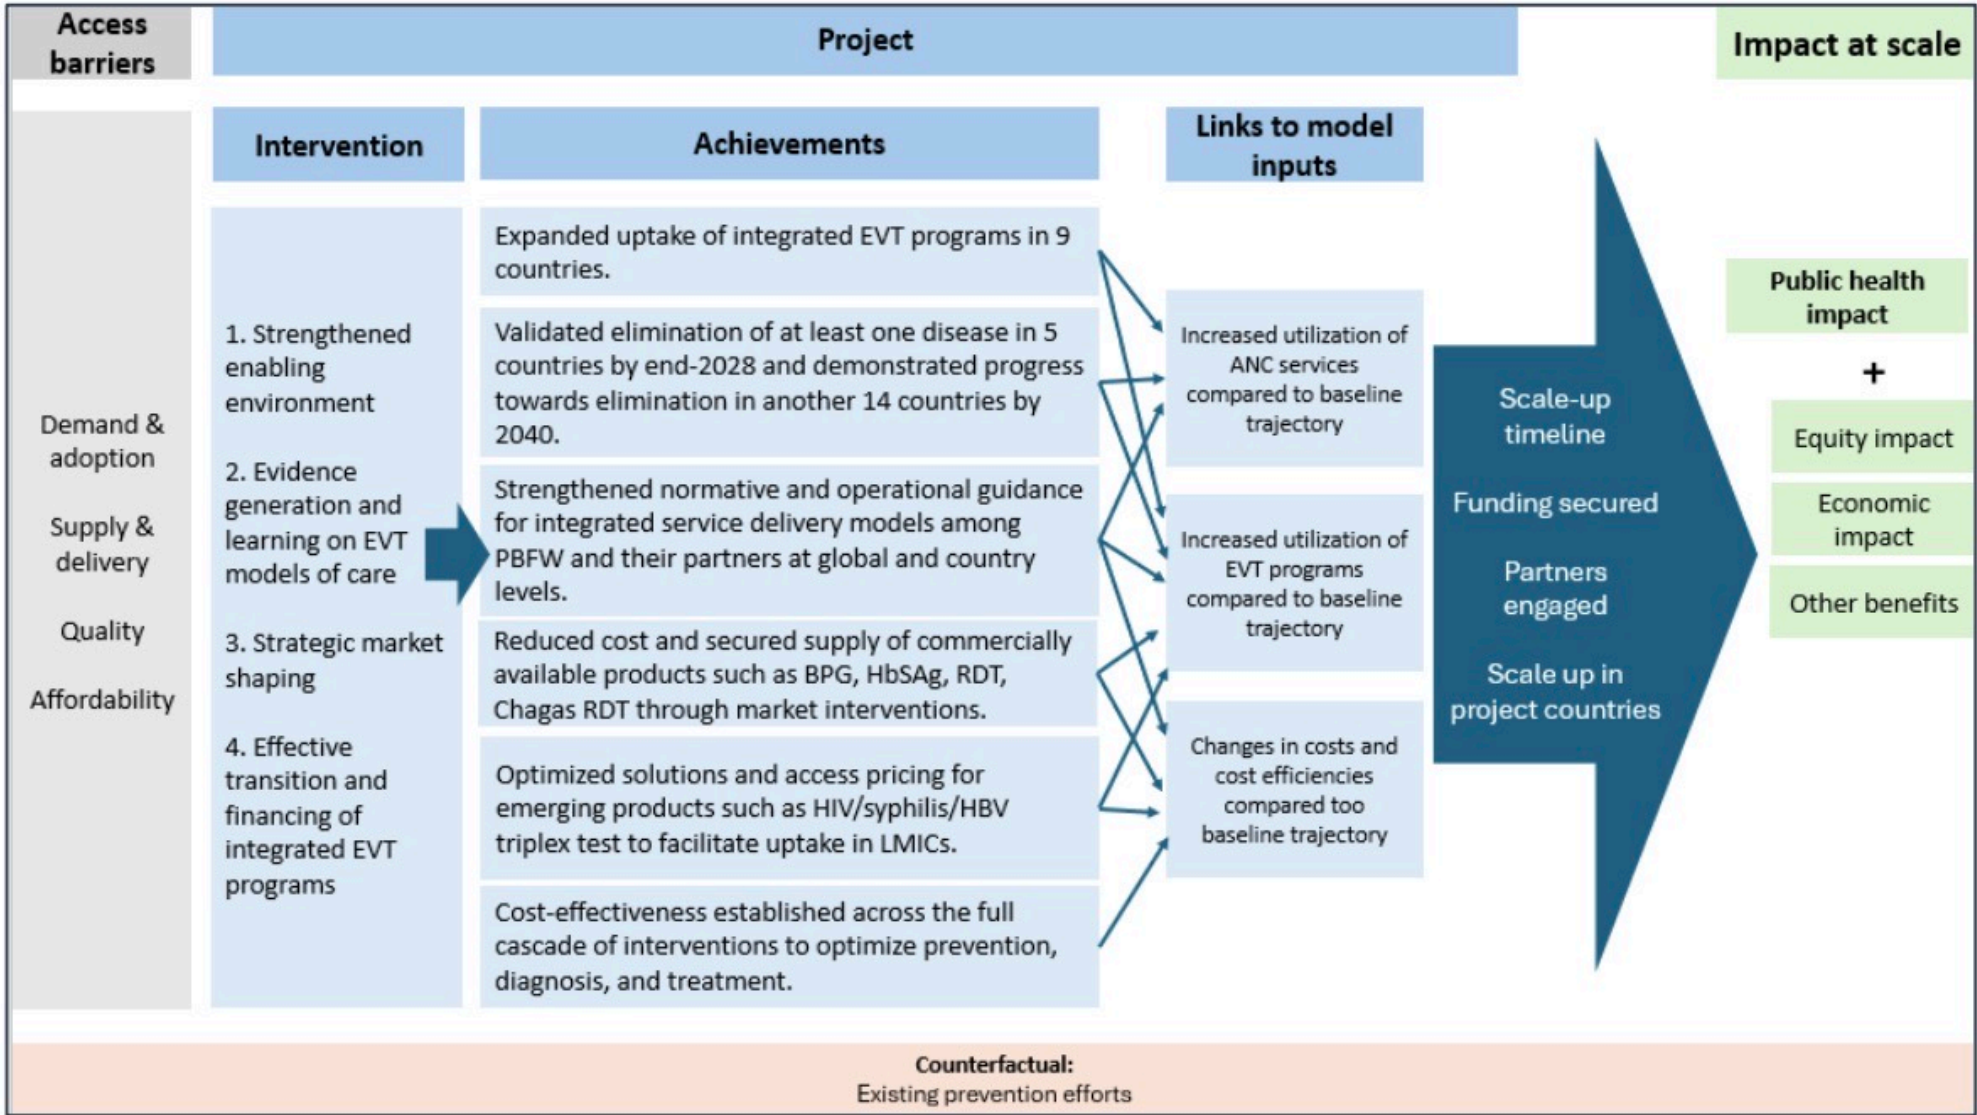 Access
barriers
Project
Impact at scale
Intervention
Achievements
Links to model
inputs
Demand &
adoption
Supply &
delivery
Quality
Affordability
1. Strengthened
enabling
environment
2. Evidence
generation and
learning on EVT
models of care
3. Strategic market
shaping
4. Effective
transition and
financing of
integrated EVT
programs
Expanded uptake of integrated EVT programs in 9
countries.
Validated elimination of at least one disease in 5
countries by end-2028 and demonstrated progress
towards elimination in another 14 countries by
2040.
Strengthened normative and operational guidance
for integrated service delivery models among
PBFW and their partners at global and country
levels.
Reduced cost and secured supply of commercially
available products such as BPG, HbSAg, RDT,
Chagas RDT through market interventions.
Optimized solutions and access pricing for
emerging products such as HIV/syphilis/HBV
triplex test to facilitate uptake in LMICs.
Cost-effectiveness established across the full
cascade of interventions to optimize prevention,
diagnosis, and treatment.
Increased utilization of
ANC services
compared to baseline
trajectory
Increased utilization of
EVT programs
compared to baseline
trajectory
Changes in costs and
cost efficiencies
compared too
baseline trajectory
Scale-up
timeline
Funding secured
Partners
engaged
Scale up in
project countries
Public health
impact
+
Equity impact
Economic
impact
Other benefits
Counterfactual:
Existing prevention efforts